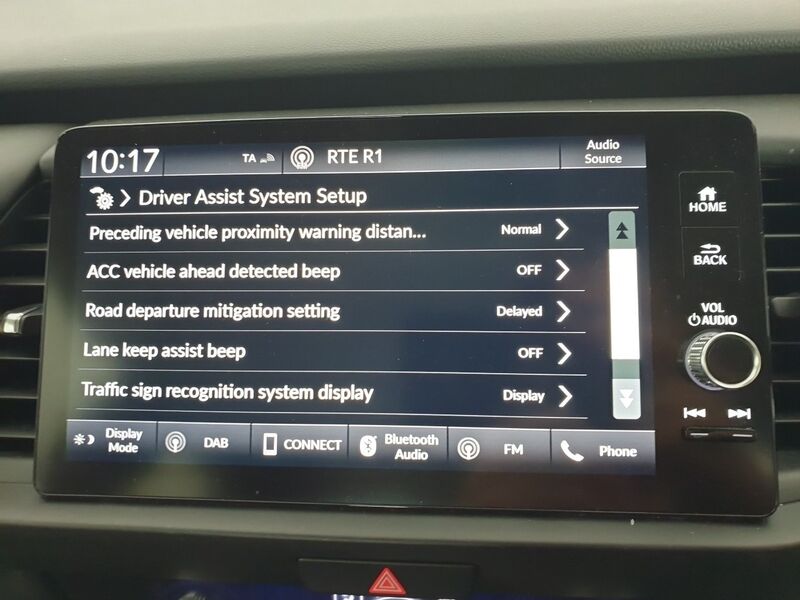 10:17 TA FM RTE R1 Audio
Source
Driver Assist System Setup
Preceding vehicle proximity warning distan... Normal
ACC vehicle ahead detected beep OFF
Road departure mitigation setting Delayed
Lane keep assist beep OFF
Traffic sign recognition system display Display
Display
Mode
DAB
CONNECT
Bluetooth
Audio
FM
Phone
HOME
BACK
VOL
AUDIO